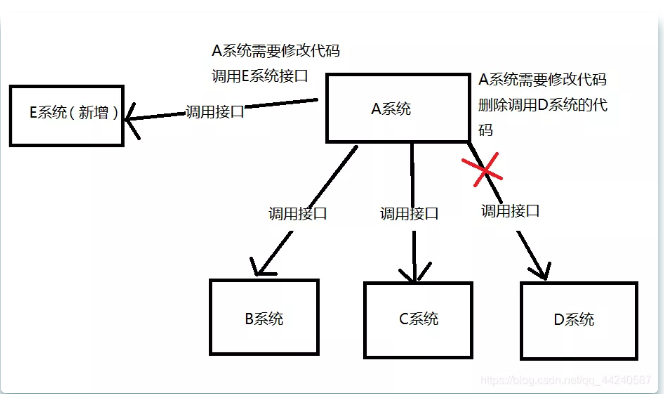 A系统需要修改代码
调用E系统接口
A系统需要修改代码
删除调用D系统的代
码
E系统（新增）
调用接口
A系统
调用接口
调用接口
调用接口
B系统
C系统
D系统
https://blog.csdn.net/qq_44240587